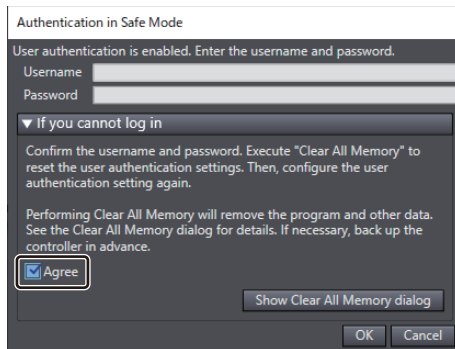 Authentication in Safe Mode
User authentication is enabled. Enter the username and password.
Username
Password
▼ If you cannot log in
Confirm the username and password. Execute "Clear All Memory" to
reset the user authentication settings. Then, configure the user
authentication setting again.
Performing Clear All Memory will remove the program and other data.
See the Clear All Memory dialog for details. If necessary, back up the
controller in advance.
Agree
Show Clear All Memory dialog
OK Cancel